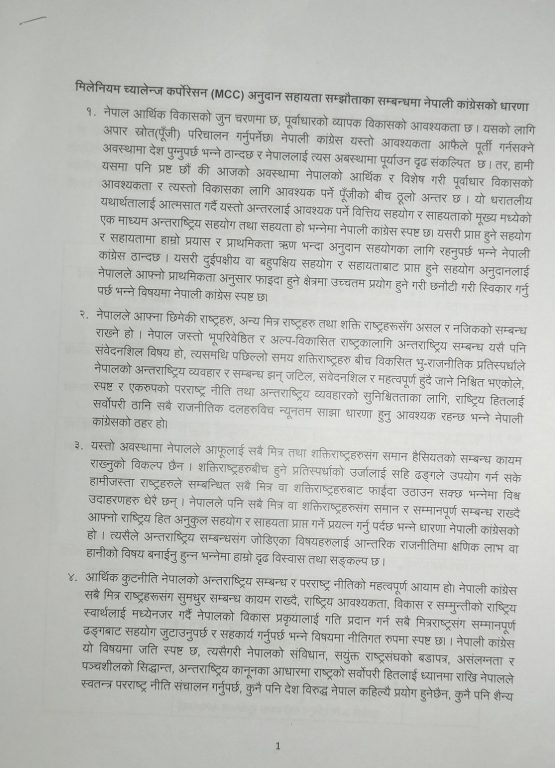 मिलेनियम च्यालेन्ज कर्पोरेसन (MCC) अनुदान सहायता सम्झौताका सम्बन्धमा नेपाली कांग्रेसको धारणा
१. नेपाल आर्थिक विकासको जुन चरणमा छ, पूर्वाधारको व्यापक विकासको आवश्यकता छ । यसको लागि
अपार स्रोत(पूँजी) परिचालन गर्नुपर्नेछ। नेपाली कांग्रेस यस्तो आवश्यकता आफैले पूर्ती गर्नसक्ने
अवस्थामा देश पुग्नुपर्छ भन्ने ठान्दछ र नेपाललाई त्यस अबस्थामा पूर्याउन दृढ संकल्पित छ । तर, हामी
यसमा पनि प्रष्ट छौं की आजको अवस्थामा नेपालको आर्थिक र विशेष गरी पूर्वाधार विकासको
आवश्यकता र त्यस्तो विकासका लागि आवश्यक पर्ने पूँजीको बीच ठूलो अन्तर छ । यो धरातलीय
यथार्थतालाई आत्मसात गर्दै यस्तो अन्तरलाई आवश्यक पर्ने वित्तिय सहयोग र साहयताको मुख्य मध्येको
एक माध्यम अन्तराष्ट्रिय सहयोग तथा सहयता हो भन्नेमा नेपाली कांग्रेस स्पष्ट छ। यसरी प्राप्त हुने सहयोग
र सहायतामा हाम्रो प्रयास र प्राथमिकता ऋण भन्दा अनुदान सहयोगका लागि रहनुपर्छ भन्ने नेपाली
कांग्रेस ठान्दछ । यसरी दुईपक्षीय वा बहुपक्षिय सहयोग र सहायताबाट प्राप्त हुने सहयोग अनुदानलाई
नेपालले आफ्नो प्राथमिकता अनुसार फाइदा हुने क्षेत्रमा उच्चतम प्रयोग हुने गरी छनौटी गरी स्विकार गर्नु
पर्छ भन्ने विषयमा नेपाली कांग्रेस स्पष्ट छ।
२. नेपालले आफ्ना छिमेकी राष्ट्रहरु, अन्य मित्र राष्ट्रहरु तथा शक्ति राष्ट्रहरूसँग असल र नजिकको सम्बन्ध
राख्ने हो । नेपाल जस्तो भूपरिवेष्ठित र अल्प-विकासित राष्ट्रकालागि अन्तराष्ट्रिय सम्बन्ध यसै पनि
संवेदनशिल विषय हो, त्यसमथि पछिल्लो समय शक्तिराष्ट्रहरु बीच विकसित भु-राजनीतिक प्रतिस्पर्धाले
नेपालको अन्तराष्ट्रिय व्यवहार र सम्बन्ध झन् जटिल, संवेदनशिल र महत्वपूर्ण हुंदै जाने निश्चित भएकोले,
स्पष्ट र एकरुपको परराष्ट्र नीति तथा अन्तराष्ट्रिय व्यवहारको सुनिश्चितताका लागि, राष्ट्रिय हितलाई
सर्वोपरी ठानि सबै राजनीतिक दलहरुविच न्यूनतम साझा धारणा हुनु आवश्यक रहन्छ भन्ने नेपाली
कांग्रेसको ठहर हो।
३. यस्तो अवस्थामा नेपालले आफूलाई सबै मित्र तथा शक्तिराष्ट्रहरुसग समान हैसियतको सम्बन्ध कायम
राख्नुको विकल्प छैन । शक्तिराष्ट्रहरुबीच हुने प्रतिस्पर्धाको उर्जालाई सहि ढङ्गले उपयोग गर्न सके
हामीजस्ता राष्ट्रहरुले सम्बन्धित सबै मित्र वा शक्तिराष्ट्रहरुबाट फाईदा उठाउन सक्छ भन्नेमा विश्व
उदाहरणहरु धेरै छन् । नेपालले पनि सबै मित्र वा शक्तिराष्ट्रहरुसंग समान र सम्मानपूर्ण सम्बन्ध राख्दै
आफ्नो राष्ट्रिय हित अनुकुल सहयोग र साहयता प्राप्त गर्ने प्रयत्न गर्नु पर्दछ भन्ने धारणा नेपाली कांग्रेसको
हो । त्यसैले अन्तराष्ट्रिय सम्बन्धसंग जोडिएका विषयहरुलाई आन्तरिक राजनीतिमा क्षणिक लाभ वा
हानीको विषय बनाईनु हुन्न भन्नेमा हाम्रो दृढ विस्वास तथा सङ्कल्प छ ।
४. आर्थिक कुटनीति नेपालको अन्तराष्ट्रिय सम्बन्ध र परराष्ट्र नीतिको महत्वपूर्ण आयाम हो। नेपाली कांग्रेस
सबै मित्र राष्ट्रहरूसंग सुमधुर सम्बन्ध कायम राख्दै, राष्ट्रिय आवश्यकता, विकास र सम्मुन्तीको राष्ट्रिय
स्वार्थलाई मध्येनजर गर्दै नेपालको विकास प्रकृयालाई गति प्रदान गर्न सबै मित्रराष्ट्रसंग सम्मानपूर्ण
ढङ्गबाट सहयोग जुटाउनुपर्छ र सहकार्य गर्नुपर्छ भन्ने विषयमा नीतिगत रुपमा स्पष्ट छा । नेपाली कांग्रेस
यो विषयमा जति स्पष्ट छ, त्यसैगरी नेपालको संविधान, सयुंक्त राष्ट्रसंघको बडापत्र, असंलग्नता र
पञ्चशीलको सिद्धान्त, अन्तराष्ट्रिय कानूनका आधारमा राष्ट्रको सर्वोपरी हितलाई ध्यानमा राखि नेपालले
स्वतन्त्र परराष्ट्र नीति संचालन गर्नुपर्छ, कुनै पनि देश विरुद्ध नेपाल कहिल्यै प्रयोग हुनेछैन, कुनै पनि शैन्य
1